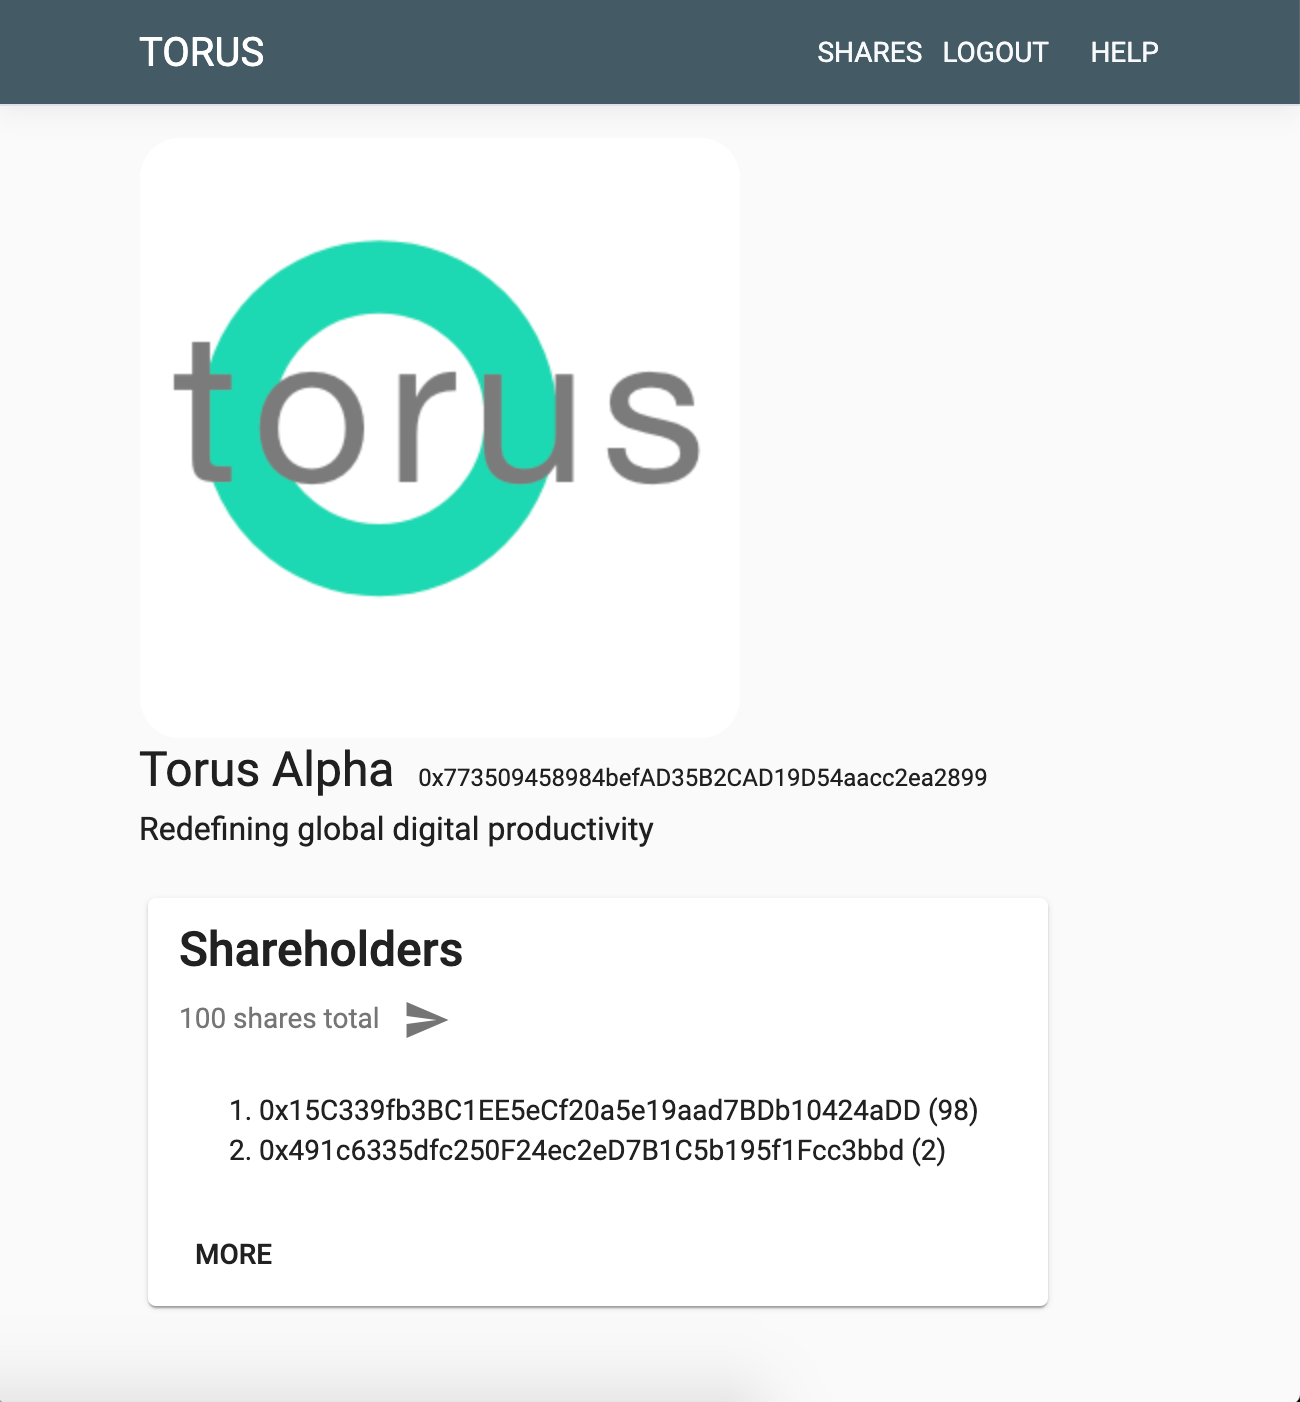 TORUS SHARES LOGOUT HELP
torus
Torus Alpha 0x773509458984befAD35B2CAD19D54aacc2ea2899
Redefining global digital productivity
Shareholders
100 shares total
1. 0x15C339fb3BC1EE5eCf20a5e19aad7BDb10424aDD (98)
2. 0x491c6335dfc250F24ec2eD7B1C5b195f1Fcc3bbd (2)
MORE